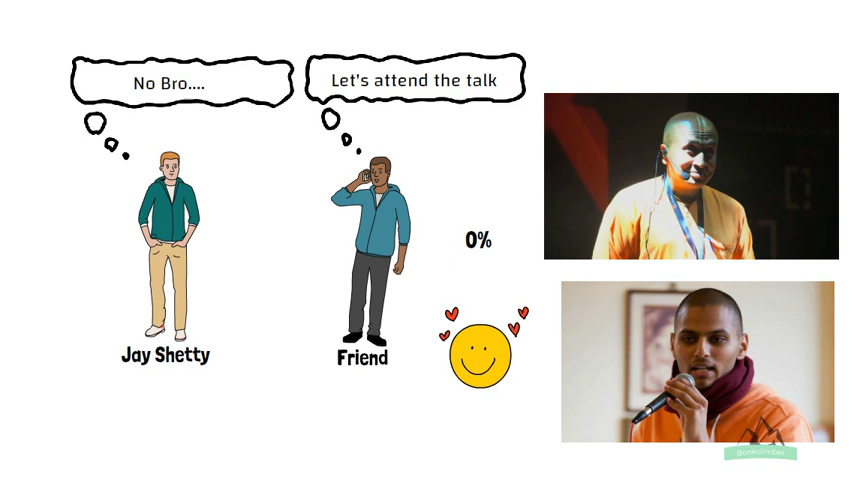 No Bro....
Let's attend the talk
0%
Jay Shetty
Friend
Bookclimber